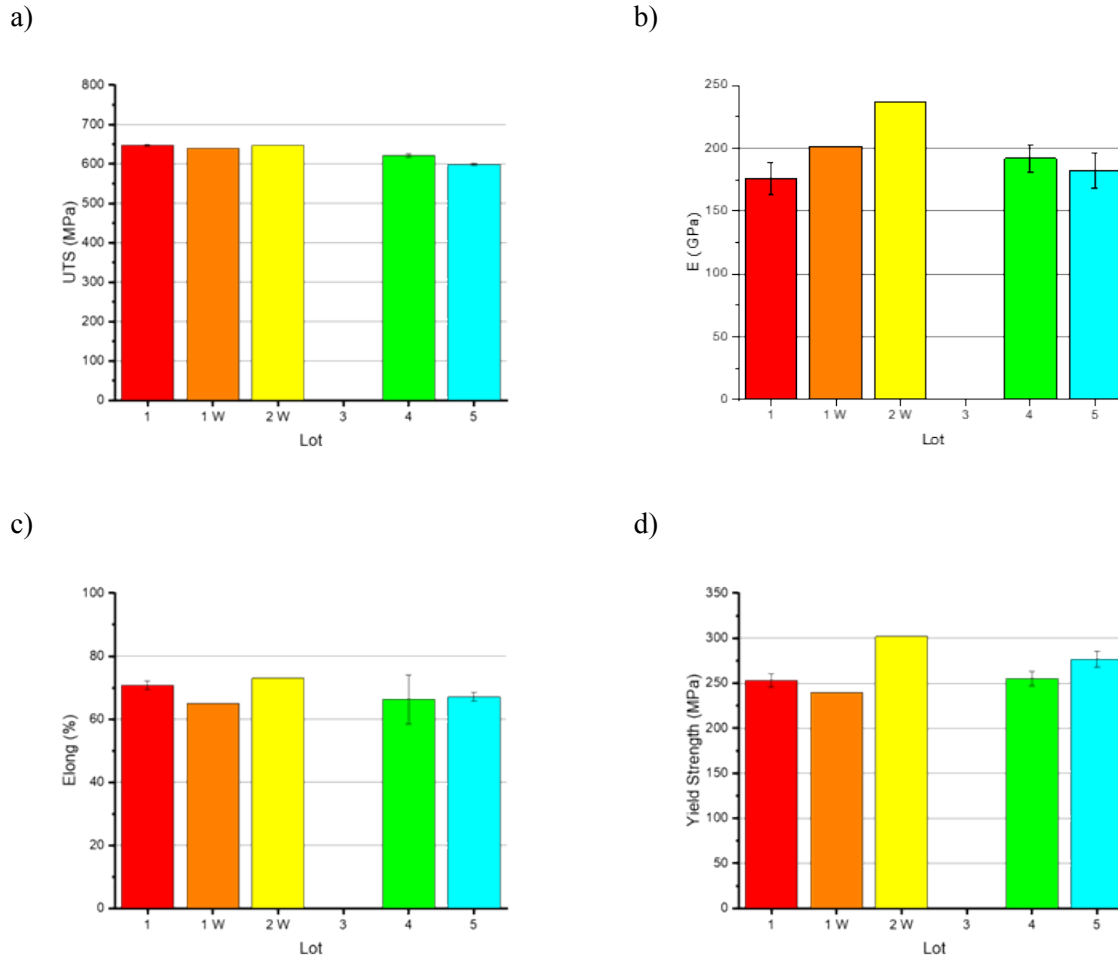 a)
b)
800
700
600
500
400
300
200
100
0
UTS (MPa)
1 1 W 2 W 3 4 5
Lot
250
200
150
100
50
0
E (GPa)
1 1 W 2 W 3 4 5
Lot
c)
d)
100
80
60
40
20
0
Elong (%)
1 1 W 2 W 3 4 5
Lot
350
300
250
200
150
100
50
0
Yield Strength (MPa)
1 1 W 2 W 3 4 5
Lot